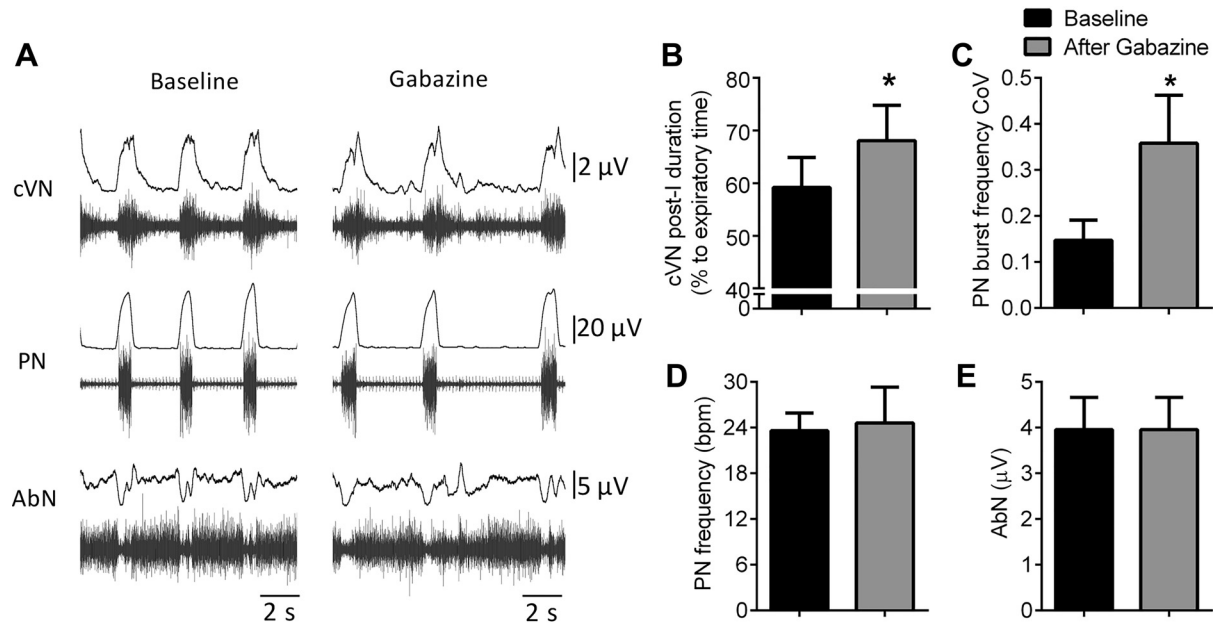 Baseline
After Gabazine
A
Baseline
Gabazine
cVN
2 µV
PN
20 µV
AbN
5 µV
2 s
2 s
B
cVN post-I duration
(% to expiratory time)
80
70
60
50
40
0
*
C
PN burst frequency CoV
0.5
0.4
0.3
0.2
0.1
0.0
*
D
PN frequency (bpm)
30
24
18
12
6
0
E
AbN (µV)
5
4
3
2
1
0